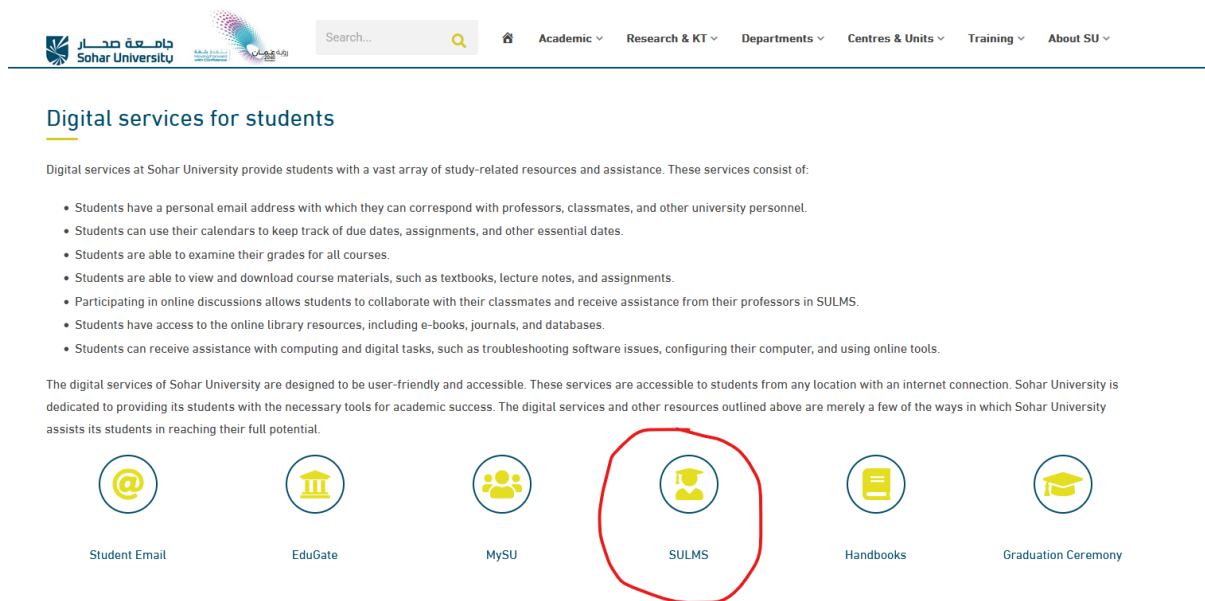 جامعة صحار
Sohar University
رؤية عُمان
2040
Moving Forward
with Confidence
Search...
Academic
Research & KT
Departments
Centres & Units
Training
About SU
Digital services for students
Digital services at Sohar University provide students with a vast array of study-related resources and assistance. These services consist of:
• Students have a personal email address with which they can correspond with professors, classmates, and other university personnel.
• Students can use their calendars to keep track of due dates, assignments, and other essential dates.
• Students are able to examine their grades for all courses.
• Students are able to view and download course materials, such as textbooks, lecture notes, and assignments.
• Participating in online discussions allows students to collaborate with their classmates and receive assistance from their professors in SULMS.
• Students have access to the online library resources, including e-books, journals, and databases.
• Students can receive assistance with computing and digital tasks, such as troubleshooting software issues, configuring their computer, and using online tools.
The digital services of Sohar University are designed to be user-friendly and accessible. These services are accessible to students from any location with an internet connection. Sohar University is
dedicated to providing its students with the necessary tools for academic success. The digital services and other resources outlined above are merely a few of the ways in which Sohar University
assists its students in reaching their full potential.
@
Student Email
EduGate
MySU
SULMS
Handbooks
Graduation Ceremony